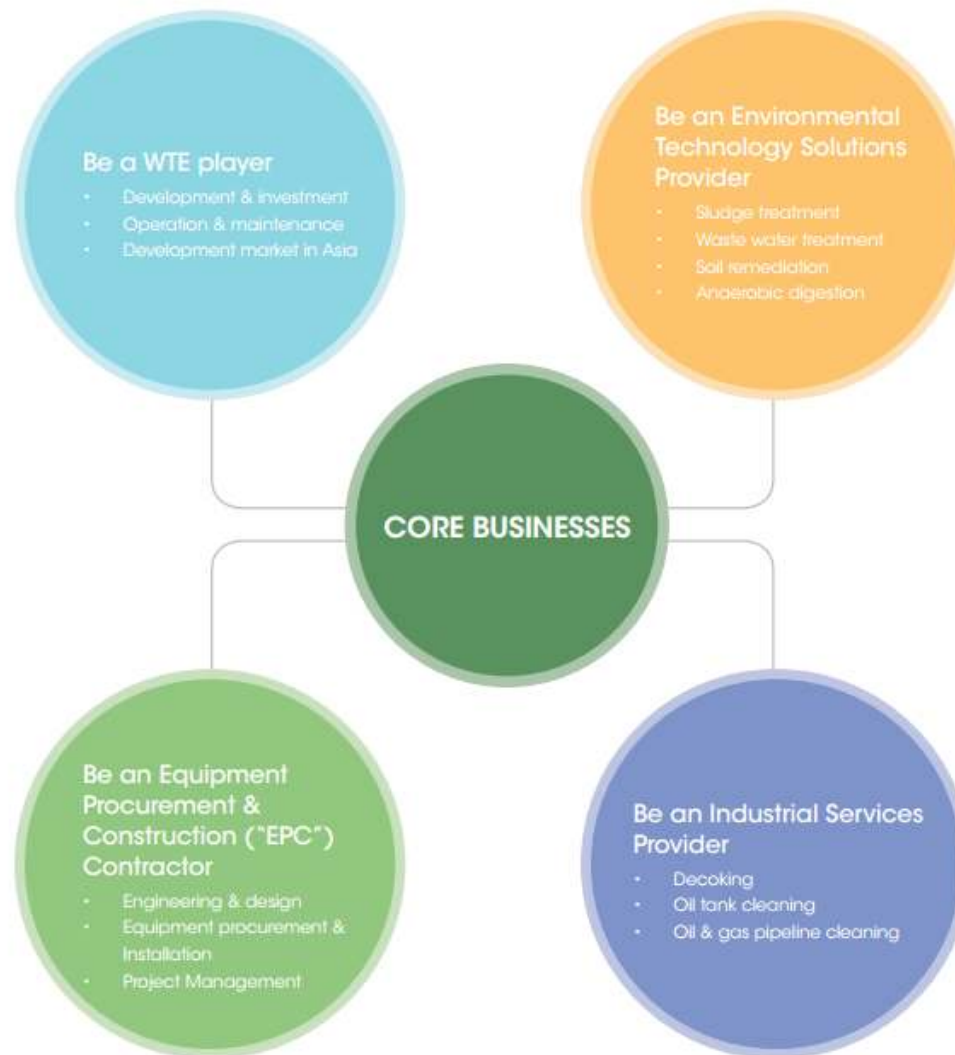 Be a WTE player
• Development & investment
• Operation & maintenance
• Development market in Asia
Be an Environmental
Technology Solutions
Provider
• Sludge treatment
• Waste water treatment
• Soil remediation
• Anaerobic digestion
CORE BUSINESSES
Be an Equipment
Procurement &
Construction ("EPC")
Contractor
• Engineering & design
• Equipment procurement &
Installation
• Project Management
Be an Industrial Services
Provider
• Decoking
• Oil tank cleaning
• Oil & gas pipeline cleaning